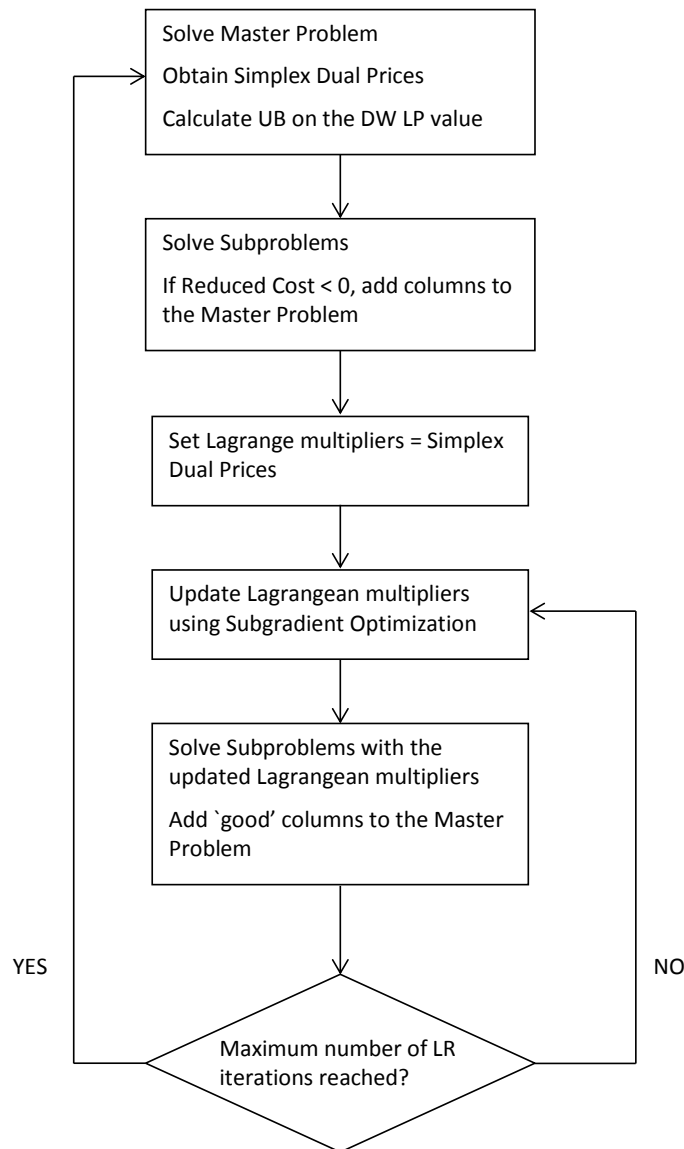 Solve Master Problem
Obtain Simplex Dual Prices
Calculate UB on the DW LP value
Solve Subproblems
If Reduced Cost < 0, add columns to
the Master Problem
Set Lagrange multipliers = Simplex
Dual Prices
Update Lagrangean multipliers
using Subgradient Optimization
Solve Subproblems with the
updated Lagrangean multipliers
Add `good’ columns to the Master
Problem
YES
NO
Maximum number of LR
iterations reached?